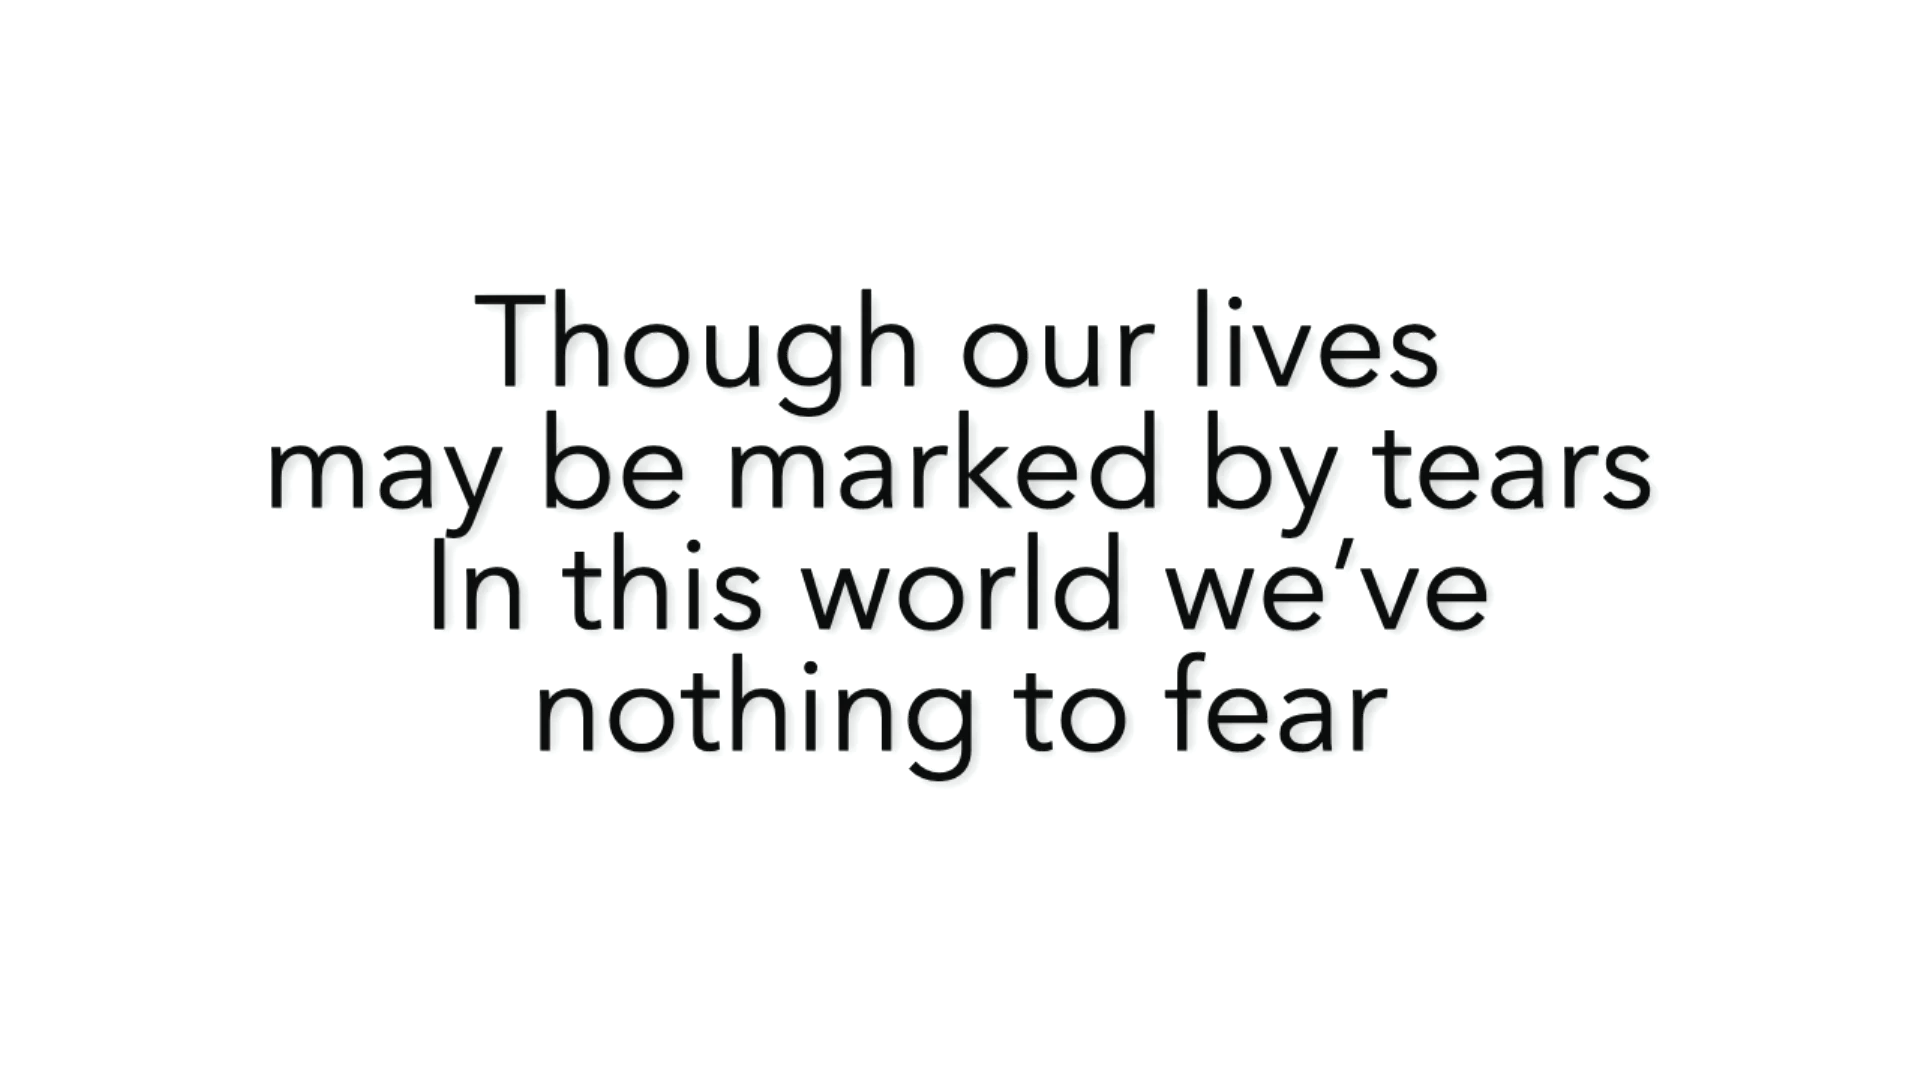 Though our lives
may be marked by tears
In this world we’ve
nothing to fear